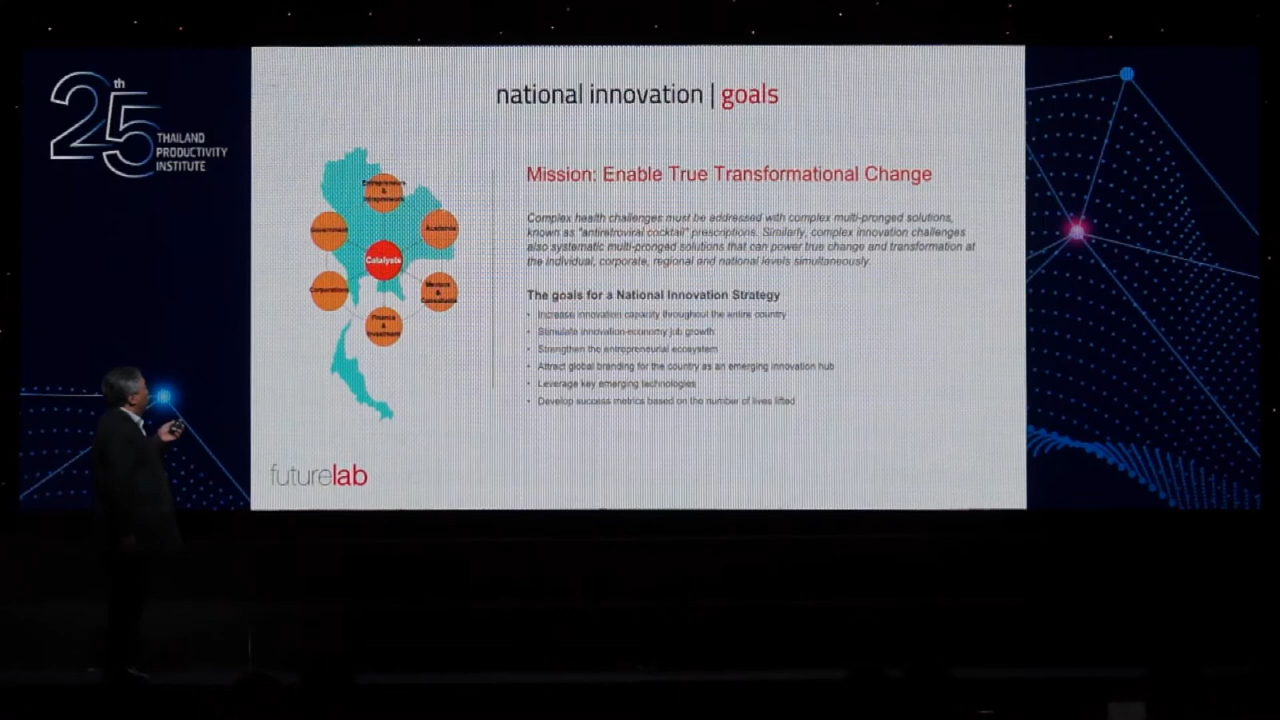 25th
THAILAND
PRODUCTIVITY
INSTITUTE
national innovation | goals
Entrepreneurs
&
Intrapreneurs
Government
Academia
Catalysts
Corporations
Mentors
&
Consultants
Finance
&
Investment
Mission: Enable True Transformational Change
Complex health challenges must be addressed with complex multi-pronged solutions,
known as "antiretroviral cocktail" prescriptions. Similarly, complex innovation challenges
also systematic multi-pronged solutions that can power true change and transformation at
the individual, corporate, regional and national levels simultaneously.
The goals for a National Innovation Strategy
• Increase innovation capacity throughout the entire country
• Stimulate innovation-economy job growth
• Strengthen the entrepreneurial ecosystem
• Attract global branding for the country as an emerging innovation hub
• Leverage key emerging technologies
• Develop success metrics based on the number of lives lifted
futurelab